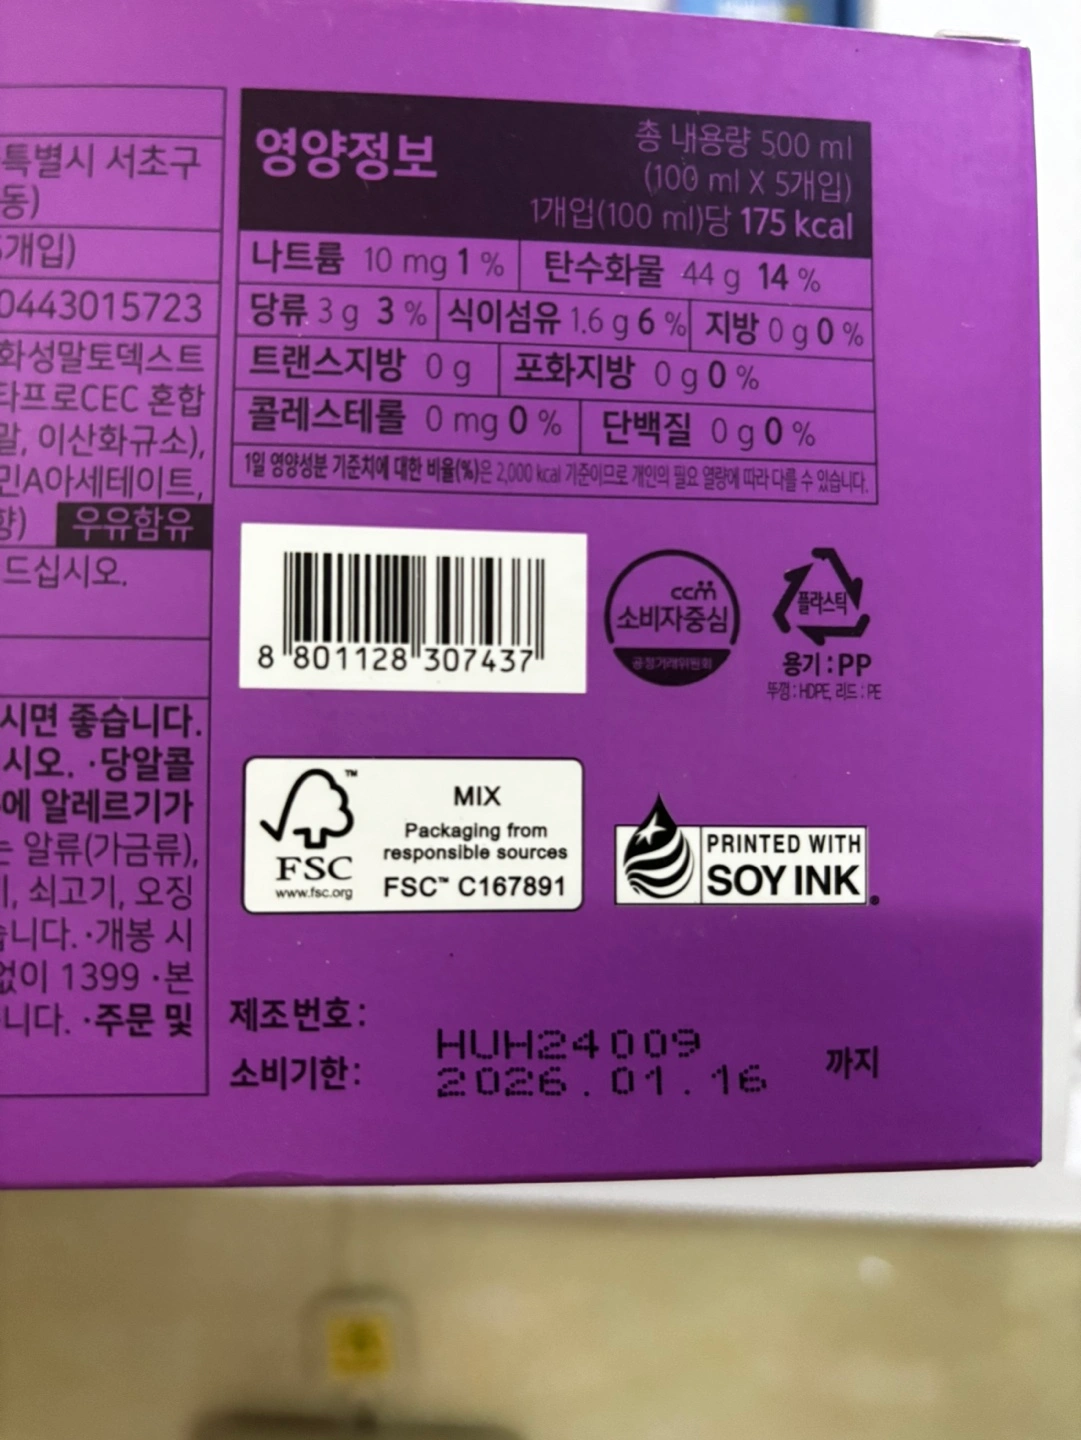 특별시 서초구
동)
개입)
0443015723
화성말토덱스트
타프로CEC 혼합
말, 이산화규소),
민A아세테이트,
향) 우유함유
드십시오.
시면 좋습니다.
시오. ·당알콜
에 알레르기가
는 알류(가금류),
쇠고기, 오징
습니다. ·개봉 시
없이 1399 ·본
니다. ·주문 및
영양정보
총 내용량 500 ml
(100 ml X 5개입)
1개입(100 ml)당 175 kcal
나트륨 10 mg 1 % 탄수화물 44 g 14 %
당류 3 g 3 % 식이섬유 1.6 g 6 % 지방 0 g 0 %
트랜스지방 0 g 포화지방 0 g 0 %
콜레스테롤 0 mg 0 % 단백질 0 g 0 %
1일 영양성분 기준치에 대한 비율(%)은 2,000 kcal 기준이므로 개인의 필요 열량에 따라 다를 수 있습니다.
8 801128 307437
ccm
소비자중심
공정거래위원회
플라스틱
용기 : PP
뚜껑 : HDPE, 리드 : PE
FSC
www.fsc.org
MIX
Packaging from
responsible sources
FSC™ C167891
PRINTED WITH
SOY INK
제조번호: HUH24009
소비기한: 2026.01.16 까지